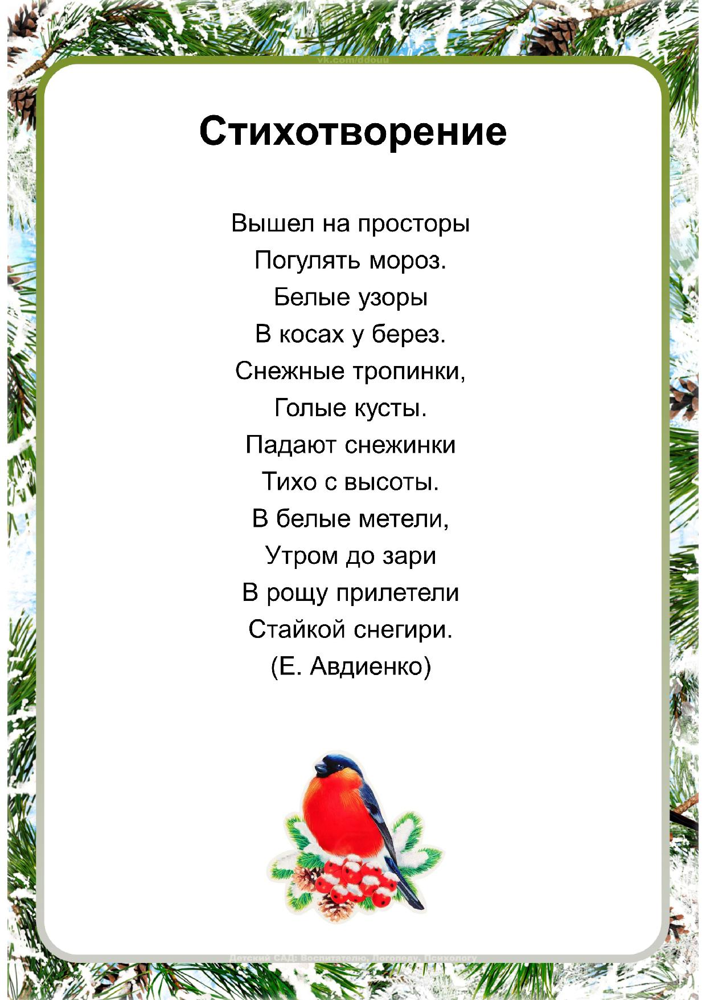 vk.com/ddouu
Стихотворение
Вышел на просторы
Погулять мороз.
Белые узоры
В косах у берез.
Снежные тропинки,
Голые кусты.
Падают снежинки
Тихо с высоты.
В белые метели,
Утром до зари
В рощу прилетели
Стайкой снегири.
(Е. Авдиенко)
Детский САД: Воспитателю, Логопеду, Психологу